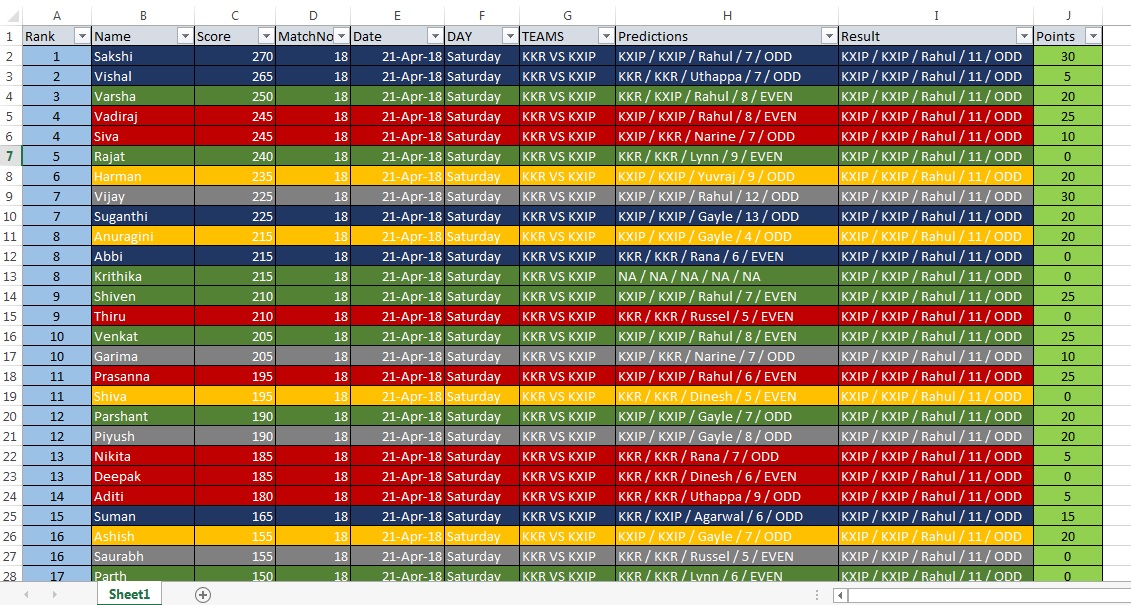 A B C D E F G H I J
1 Rank Name Score MatchNo Date DAY TEAMS Predictions Result Points
2 1 Sakshi 270 18 21-Apr-18 Saturday KKR VS KXIP KXIP / KXIP / Rahul / 7 / ODD KXIP / KXIP / Rahul / 11 / ODD 30
3 2 Vishal 265 18 21-Apr-18 Saturday KKR VS KXIP KKR / KKR / Uthappa / 7 / ODD KXIP / KXIP / Rahul / 11 / ODD 5
4 3 Varsha 250 18 21-Apr-18 Saturday KKR VS KXIP KKR / KXIP / Rahul / 8 / EVEN KXIP / KXIP / Rahul / 11 / ODD 20
5 4 Vadiraj 245 18 21-Apr-18 Saturday KKR VS KXIP KXIP / KXIP / Rahul / 8 / EVEN KXIP / KXIP / Rahul / 11 / ODD 25
6 4 Siva 245 18 21-Apr-18 Saturday KKR VS KXIP KXIP / KKR / Narine / 7 / ODD KXIP / KXIP / Rahul / 11 / ODD 10
7 5 Rajat 240 18 21-Apr-18 Saturday KKR VS KXIP KKR / KKR / Lynn / 9 / EVEN KXIP / KXIP / Rahul / 11 / ODD 0
8 6 Harman 235 18 21-Apr-18 Saturday KKR VS KXIP KXIP / KXIP / Yuvraj / 9 / ODD KXIP / KXIP / Rahul / 11 / ODD 20
9 7 Vijay 225 18 21-Apr-18 Saturday KKR VS KXIP KXIP / KXIP / Rahul / 12 / ODD KXIP / KXIP / Rahul / 11 / ODD 30
10 7 Suganthi 225 18 21-Apr-18 Saturday KKR VS KXIP KXIP / KXIP / Gayle / 13 / ODD KXIP / KXIP / Rahul / 11 / ODD 20
11 8 Anuragini 215 18 21-Apr-18 Saturday KKR VS KXIP KXIP / KXIP / Gayle / 4 / ODD KXIP / KXIP / Rahul / 11 / ODD 20
12 8 Abbi 215 18 21-Apr-18 Saturday KKR VS KXIP KKR / KKR / Rana / 6 / EVEN KXIP / KXIP / Rahul / 11 / ODD 0
13 8 Krithika 215 18 21-Apr-18 Saturday KKR VS KXIP NA / NA / NA / NA / NA KXIP / KXIP / Rahul / 11 / ODD 0
14 9 Shiven 210 18 21-Apr-18 Saturday KKR VS KXIP KXIP / KXIP / Rahul / 7 / EVEN KXIP / KXIP / Rahul / 11 / ODD 25
15 9 Thiru 210 18 21-Apr-18 Saturday KKR VS KXIP KKR / KKR / Russel / 5 / EVEN KXIP / KXIP / Rahul / 11 / ODD 0
16 10 Venkat 205 18 21-Apr-18 Saturday KKR VS KXIP KXIP / KXIP / Rahul / 8 / EVEN KXIP / KXIP / Rahul / 11 / ODD 25
17 10 Garima 205 18 21-Apr-18 Saturday KKR VS KXIP KXIP / KKR / Narine / 7 / ODD KXIP / KXIP / Rahul / 11 / ODD 10
18 11 Prasanna 195 18 21-Apr-18 Saturday KKR VS KXIP KXIP / KXIP / Rahul / 6 / EVEN KXIP / KXIP / Rahul / 11 / ODD 25
19 11 Shiva 195 18 21-Apr-18 Saturday KKR VS KXIP KKR / KKR / Dinesh / 5 / EVEN KXIP / KXIP / Rahul / 11 / ODD 0
20 12 Parshant 190 18 21-Apr-18 Saturday KKR VS KXIP KXIP / KXIP / Gayle / 7 / ODD KXIP / KXIP / Rahul / 11 / ODD 20
21 12 Piyush 190 18 21-Apr-18 Saturday KKR VS KXIP KXIP / KXIP / Gayle / 8 / ODD KXIP / KXIP / Rahul / 11 / ODD 20
22 13 Nikita 185 18 21-Apr-18 Saturday KKR VS KXIP KKR / KKR / Rana / 7 / ODD KXIP / KXIP / Rahul / 11 / ODD 5
23 13 Deepak 185 18 21-Apr-18 Saturday KKR VS KXIP KKR / KKR / Dinesh / 6 / EVEN KXIP / KXIP / Rahul / 11 / ODD 0
24 14 Aditi 180 18 21-Apr-18 Saturday KKR VS KXIP KKR / KKR / Uthappa / 9 / ODD KXIP / KXIP / Rahul / 11 / ODD 5
25 15 Suman 165 18 21-Apr-18 Saturday KKR VS KXIP KKR / KXIP / Agarwal / 6 / ODD KXIP / KXIP / Rahul / 11 / ODD 15
26 16 Ashish 155 18 21-Apr-18 Saturday KKR VS KXIP KXIP / KXIP / Gayle / 7 / ODD KXIP / KXIP / Rahul / 11 / ODD 20
27 16 Saurabh 155 18 21-Apr-18 Saturday KKR VS KXIP KKR / KKR / Russel / 5 / EVEN KXIP / KXIP / Rahul / 11 / ODD 0
28 17 Parth 150 18 21-Apr-18 Saturday KKR VS KXIP KKR / KKR / Lynn / 6 / EVEN KXIP / KXIP / Rahul / 11 / ODD 0
Sheet1